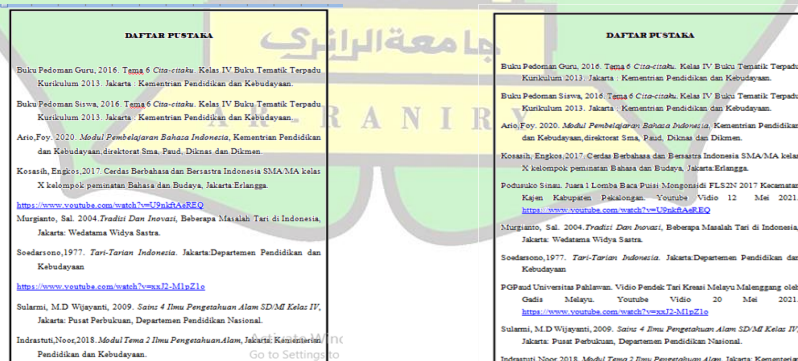 DAFTAR PUSTAKA
Buku Pedoman Guru, 2016. Tema 6 Cita-citaku. Kelas IV Buku Tematik Terpadu
Kurikulum 2013. Jakarta : Kementrian Pendidikan dan Kebudayaan.
Buku Pedoman Siswa, 2016. Tema 6 Cita-citaku. Kelas IV Buku Tematik Terpadu
Kurikulum 2013. Jakarta : Kementrian Pendidikan dan Kebudayaan.
Ario,Foy. 2020. Modul Pembelajaran Bahasa Indonesia, Kementrian Pendidikan
dan Kebudayaan,direktorat Sma, Paud, Diknas dan Dikmen.
Kosasih, Engkos,2017. Cerdas Berbahasa dan Bersastra Indonesia SMA/MA kelas
X kelompok peminatan Bahasa dan Budaya, Jakarta:Erlangga.
https://www.youtube.com/watch?v=U9nkftAeREQ
Murgianto, Sal. 2004.Tradisi Dan Inovasi, Beberapa Masalah Tari di Indonesia,
Jakarta: Wedatama Widya Sastra.
Soedarsono,1977. Tari-Tarian Indonesia. Jakarta:Departemen Pendidikan dan
Kebudayaan
https://www.youtube.com/watch?v=xxJ2-M1pZ1o
Sularmi, M.D Wijayanti, 2009. Sains 4 Ilmu Pengetahuan Alam SD/MI Kelas IV,
Jakarta: Pusat Perbukuan, Departemen Pendidikan Nasional.
Indrastuti,Noor,2018.Modul Tema 2 Ilmu PengetahuanAlam, Jakarta: Kementerian
Pendidikan dan Kebudayaan.
Go to Settings to
جامعة الرانري
A R - R A N I R Y
DAFTAR PUSTAKA
Buku Pedoman Guru, 2016. Tema 6 Cita-citaku. Kelas IV Buku Tematik Terpadu
Kurikulum 2013. Jakarta : Kementrian Pendidikan dan Kebudayaan.
Buku Pedoman Siswa, 2016. Tema 6 Cita-citaku. Kelas IV Buku Tematik Terpadu
Kurikulum 2013. Jakarta : Kementrian Pendidikan dan Kebudayaan.
Ario,Foy. 2020. Modul Pembelajaran Bahasa Indonesia, Kementrian Pendidikan
dan Kebudayaan,direktorat Sma, Paud, Diknas dan Dikmen.
Kosasih, Engkos,2017. Cerdas Berbahasa dan Bersastra Indonesia SMA/MA kelas
X kelompok peminatan Bahasa dan Budaya, Jakarta:Erlangga.
Podusuko Sinau. Juara 1 Lomba Baca Puisi Mongonsidi FLS2N 2017 Kecamatan
Kajen Kabupaten Pekalongan. Youtube Vidio 12 Mei 2021.
https://www.youtube.com/watch?v=U9nkftAeREQ
Murgianto, Sal. 2004.Tradisi Dan Inovasi, Beberapa Masalah Tari di Indonesia,
Jakarta: Wedatama Widya Sastra.
Soedarsono,1977. Tari-Tarian Indonesia. Jakarta:Departemen Pendidikan dan
Kebudayaan
PGPaud Universitas Pahlawan. Vidio Pendek Tari Kreasi Melayu Malenggang oleh
Gadis Melayu. Youtube Vidio 20 Mei 2021.
https://www.youtube.com/watch?v=xxJ2-M1pZ1o
Sularmi, M.D Wijayanti, 2009. Sains 4 Ilmu Pengetahuan Alam SD/MI Kelas IV,
Jakarta: Pusat Perbukuan, Departemen Pendidikan Nasional.
Indrastuti,Noor,2018.Modul Tema 2 Ilmu PengetahuanAlam, Jakarta: Kementerian